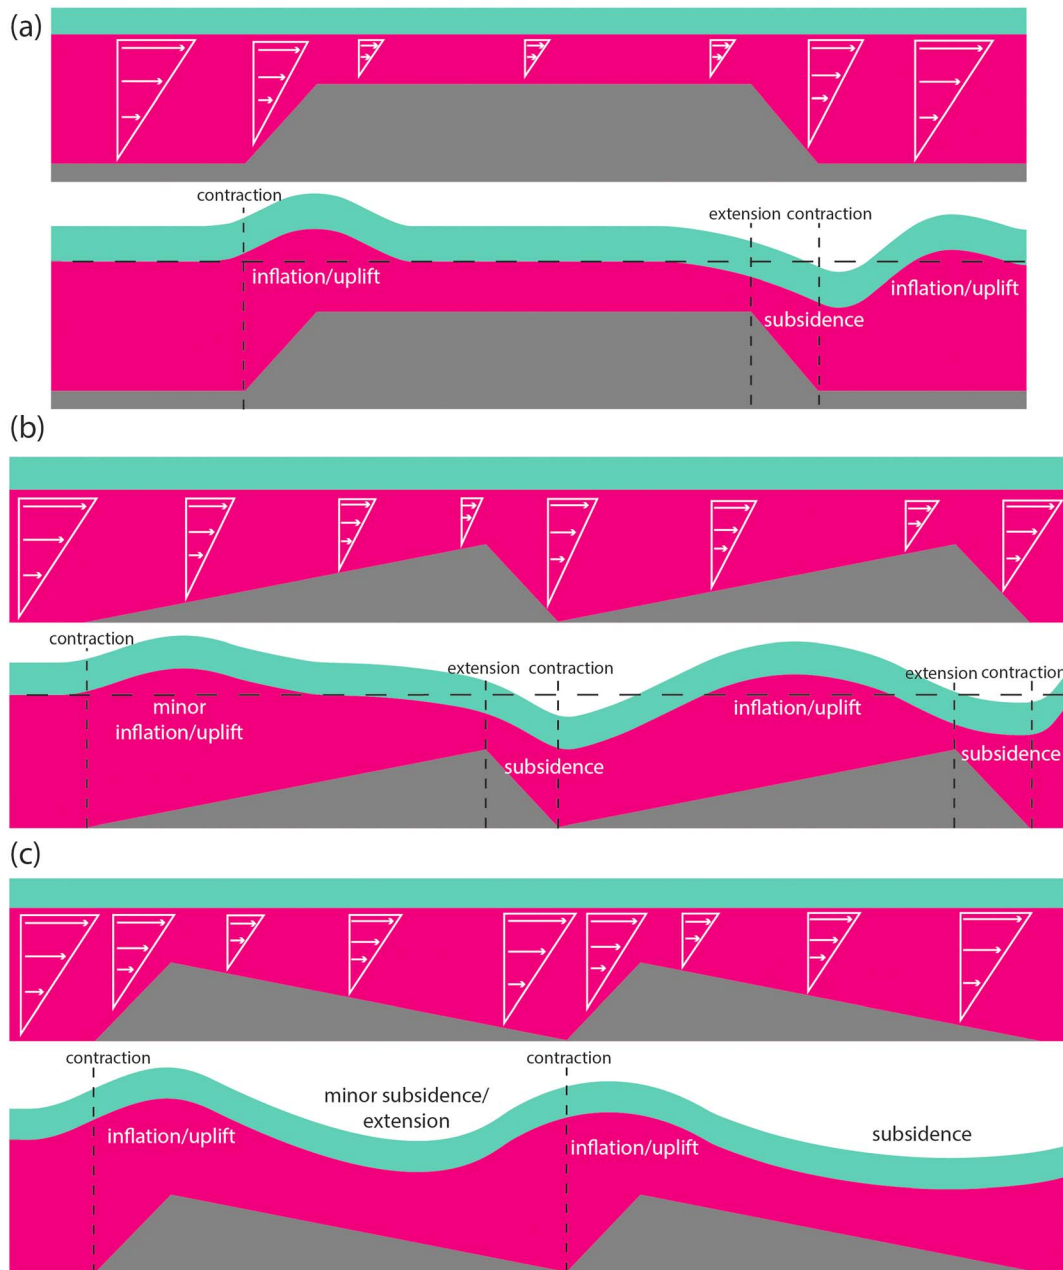 (a)
contraction
extension contraction
inflation/uplift
inflation/uplift
subsidence
(b)
contraction
extension
contraction
extension contraction
minor
inflation/uplift
inflation/uplift
subsidence
subsidence
(c)
contraction
contraction
minor subsidence/
extension
inflation/uplift
subsidence
inflation/uplift